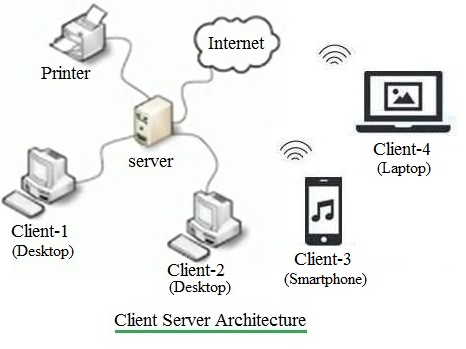 Printer
Internet
server
Client-4
(Laptop)
Client-1
(Desktop)
Client-2
(Desktop)
Client-3
(Smartphone)
Client Server Architecture